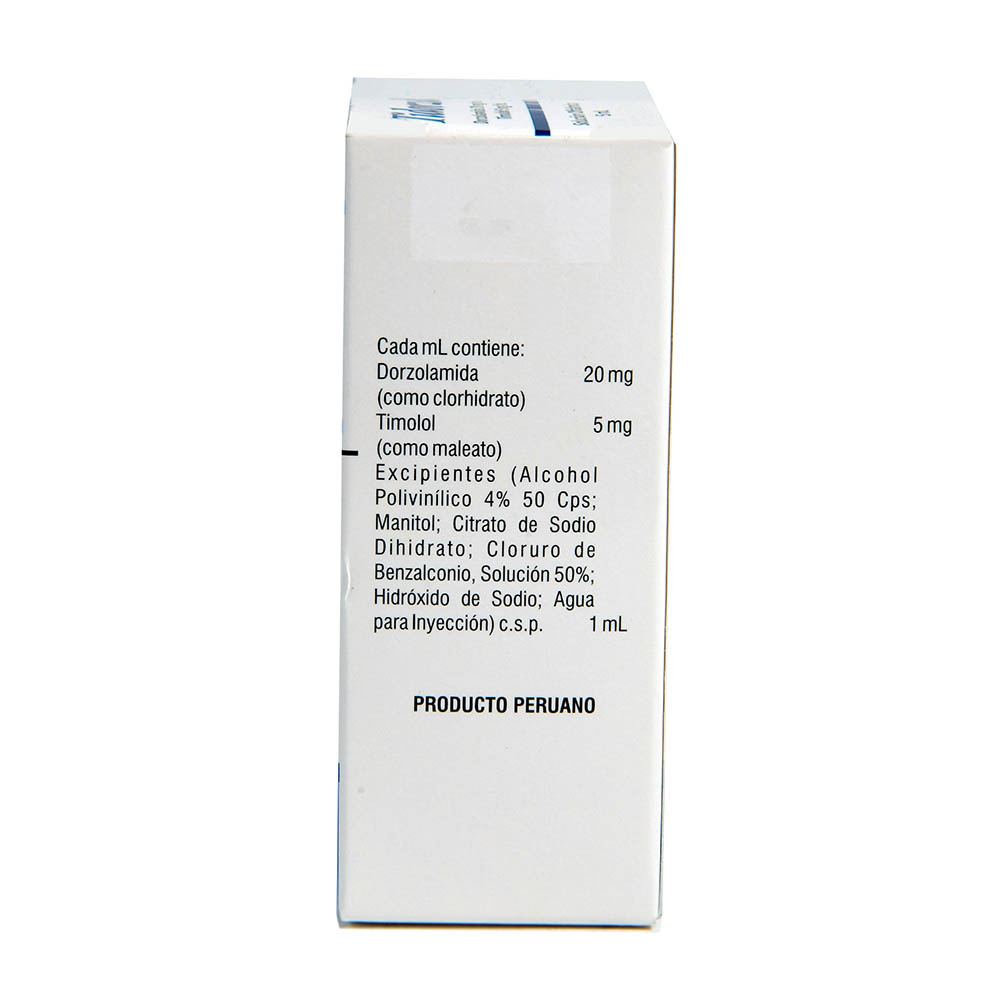 Cada mL contiene:
Dorzolamida 20 mg
(como clorhidrato)
Timolol 5 mg
(como maleato)
Excipientes (Alcohol
Polivinílico 4% 50 Cps;
Manitol; Citrato de Sodio
Dihidrato; Cloruro de
Benzalconio, Solución 50%;
Hidróxido de Sodio; Agua
para Inyección) c.s.p. 1 mL
PRODUCTO PERUANO